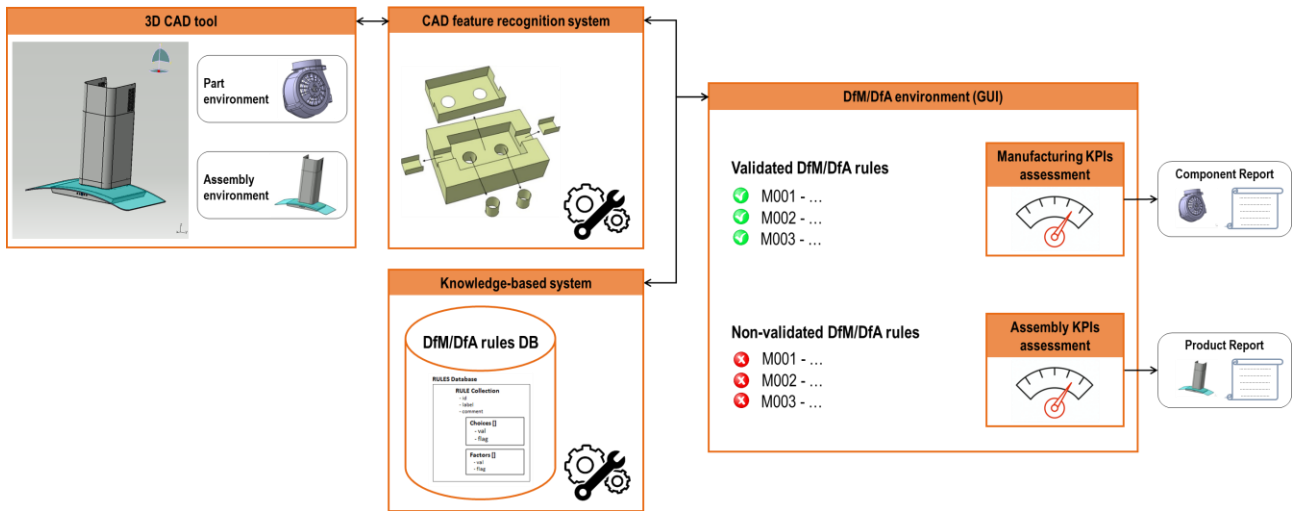 3D CAD tool
Part
environment
Assembly
environment
CAD feature recognition system
Knowledge-based system
DfM/DfA rules DB
RULES Database
RULE Collection
- id
- label
- comment
Choices []
- val
- flag
Factors []
- val
- flag
DfM/DfA environment (GUI)
Validated DfM/DfA rules
M001 - ...
M002 - ...
M003 - ...
Non-validated DfM/DfA rules
M001 - ...
M002 - ...
M003 - ...
Manufacturing KPIs
assessment
Assembly KPIs
assessment
Component Report
Product Report